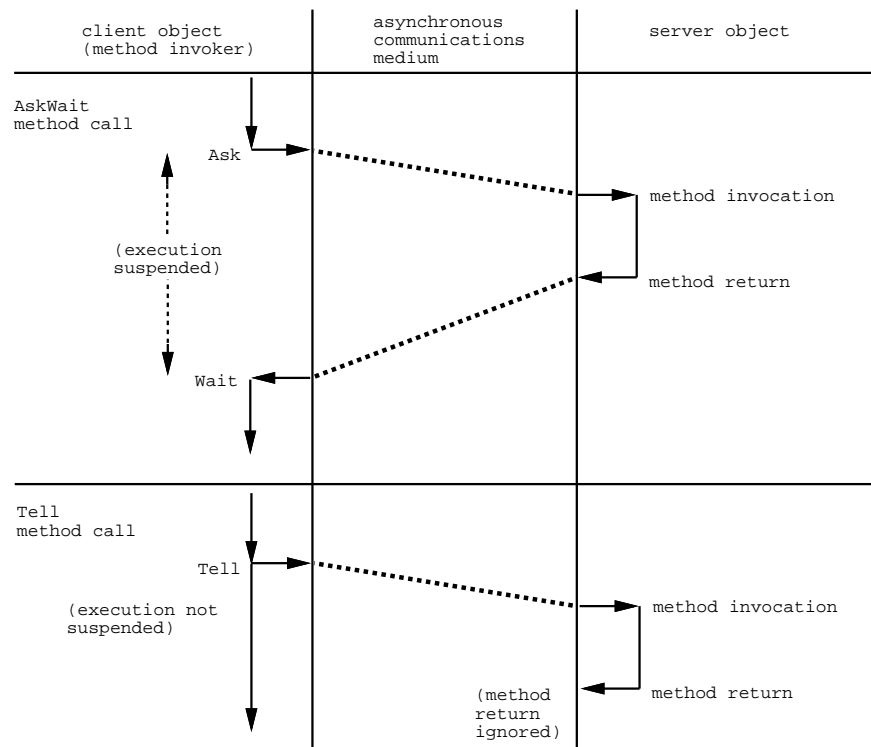 client object
(method invoker)
asynchronous
communications
medium
server object
AskWait
method call
Ask
method invocation
(execution
suspended)
method return
Wait
Tell
method call
Tell
(execution not
suspended)
method invocation
(method
return
ignored)
method return